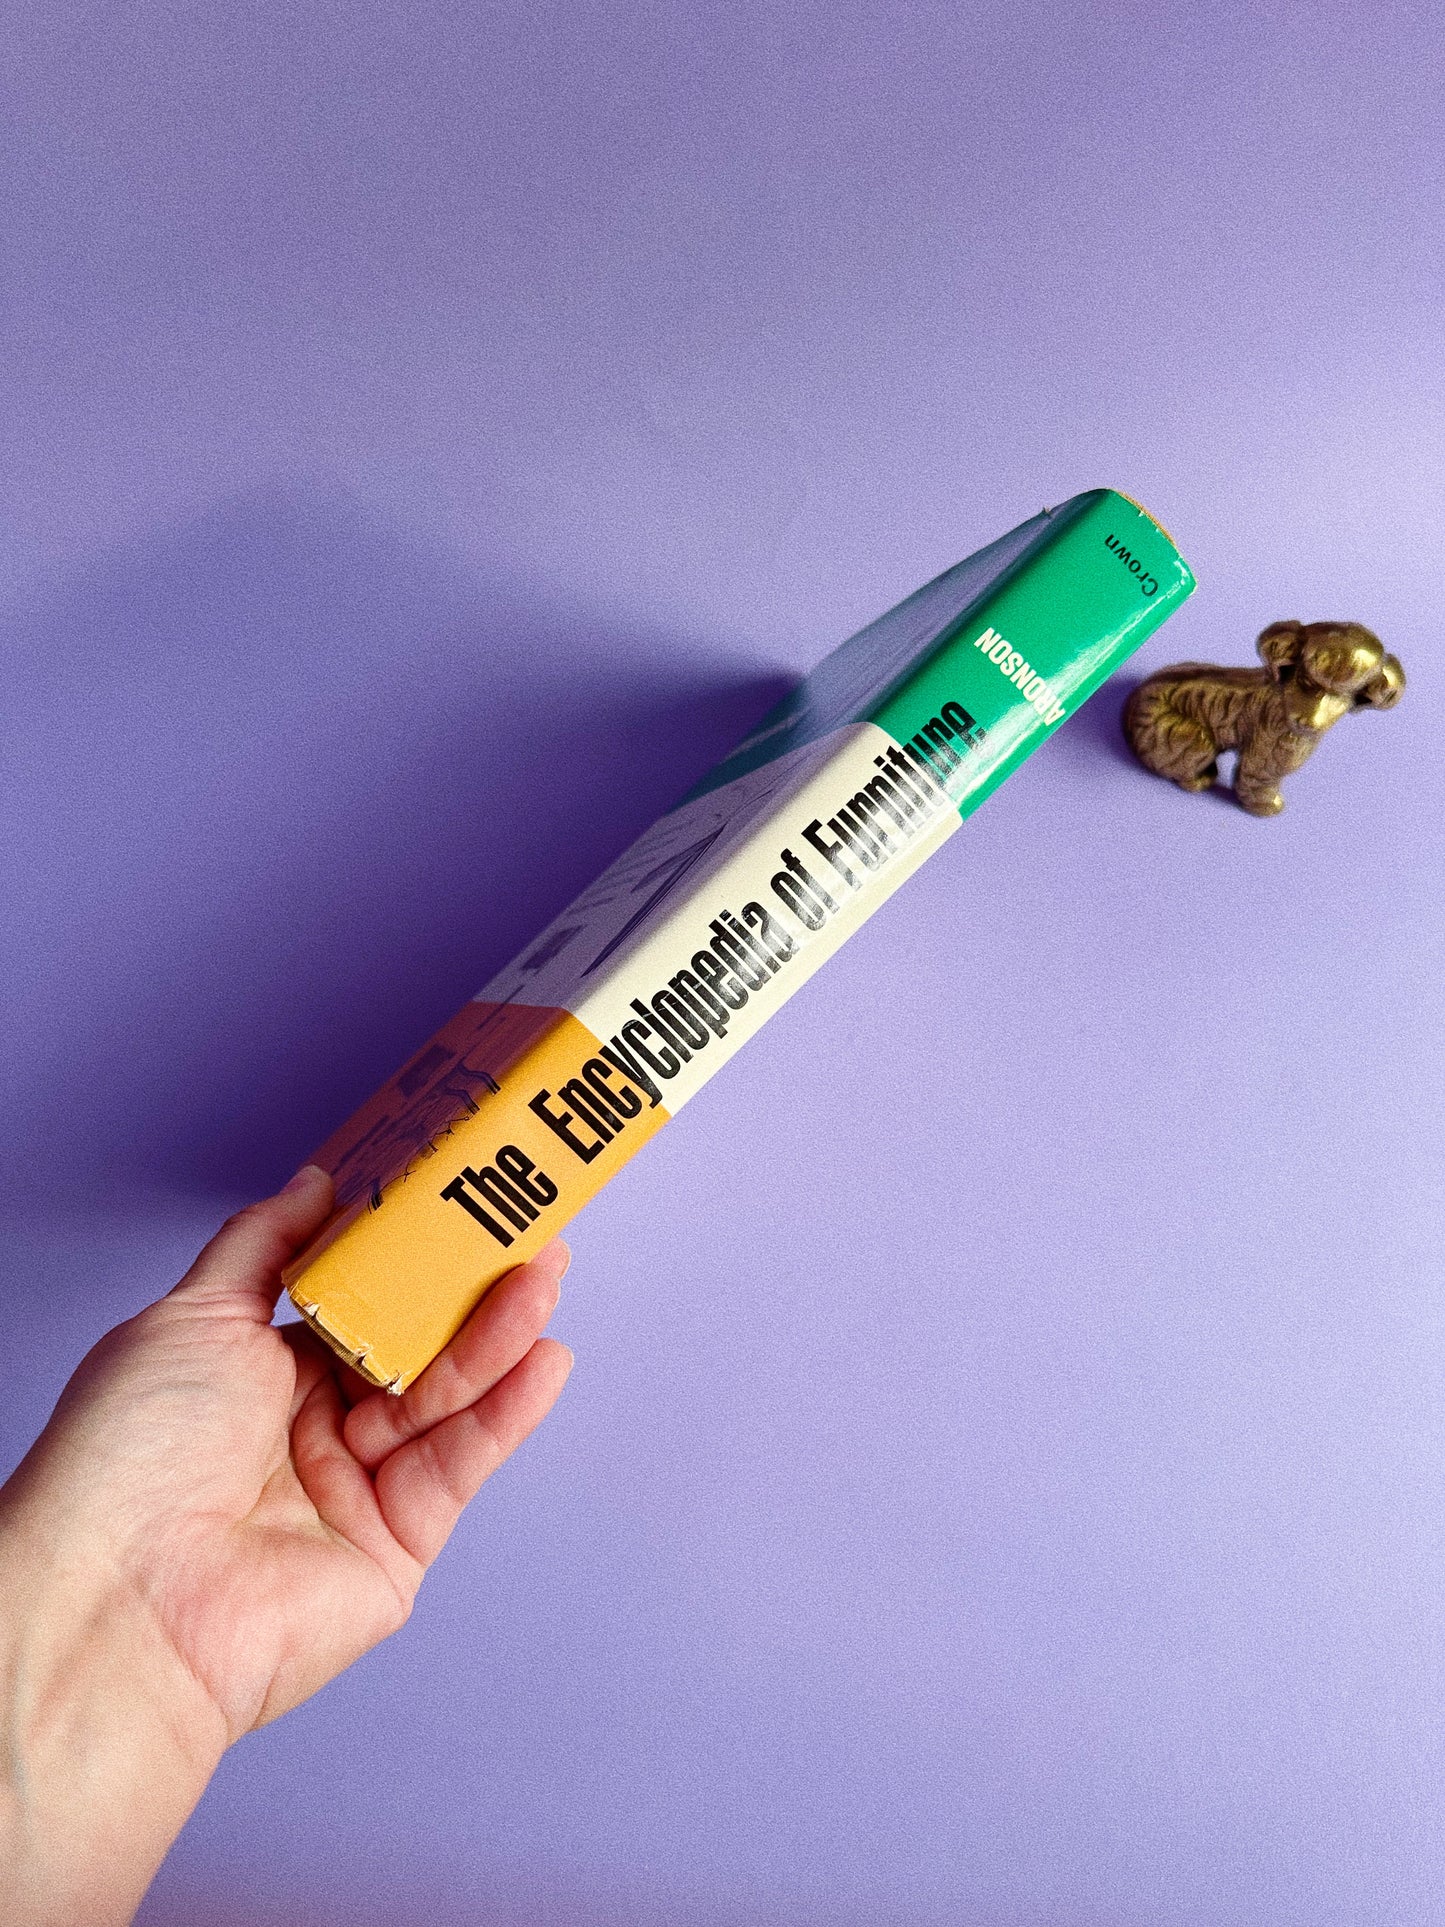 The Encyclopedia of Furniture
ARONSON
Crown